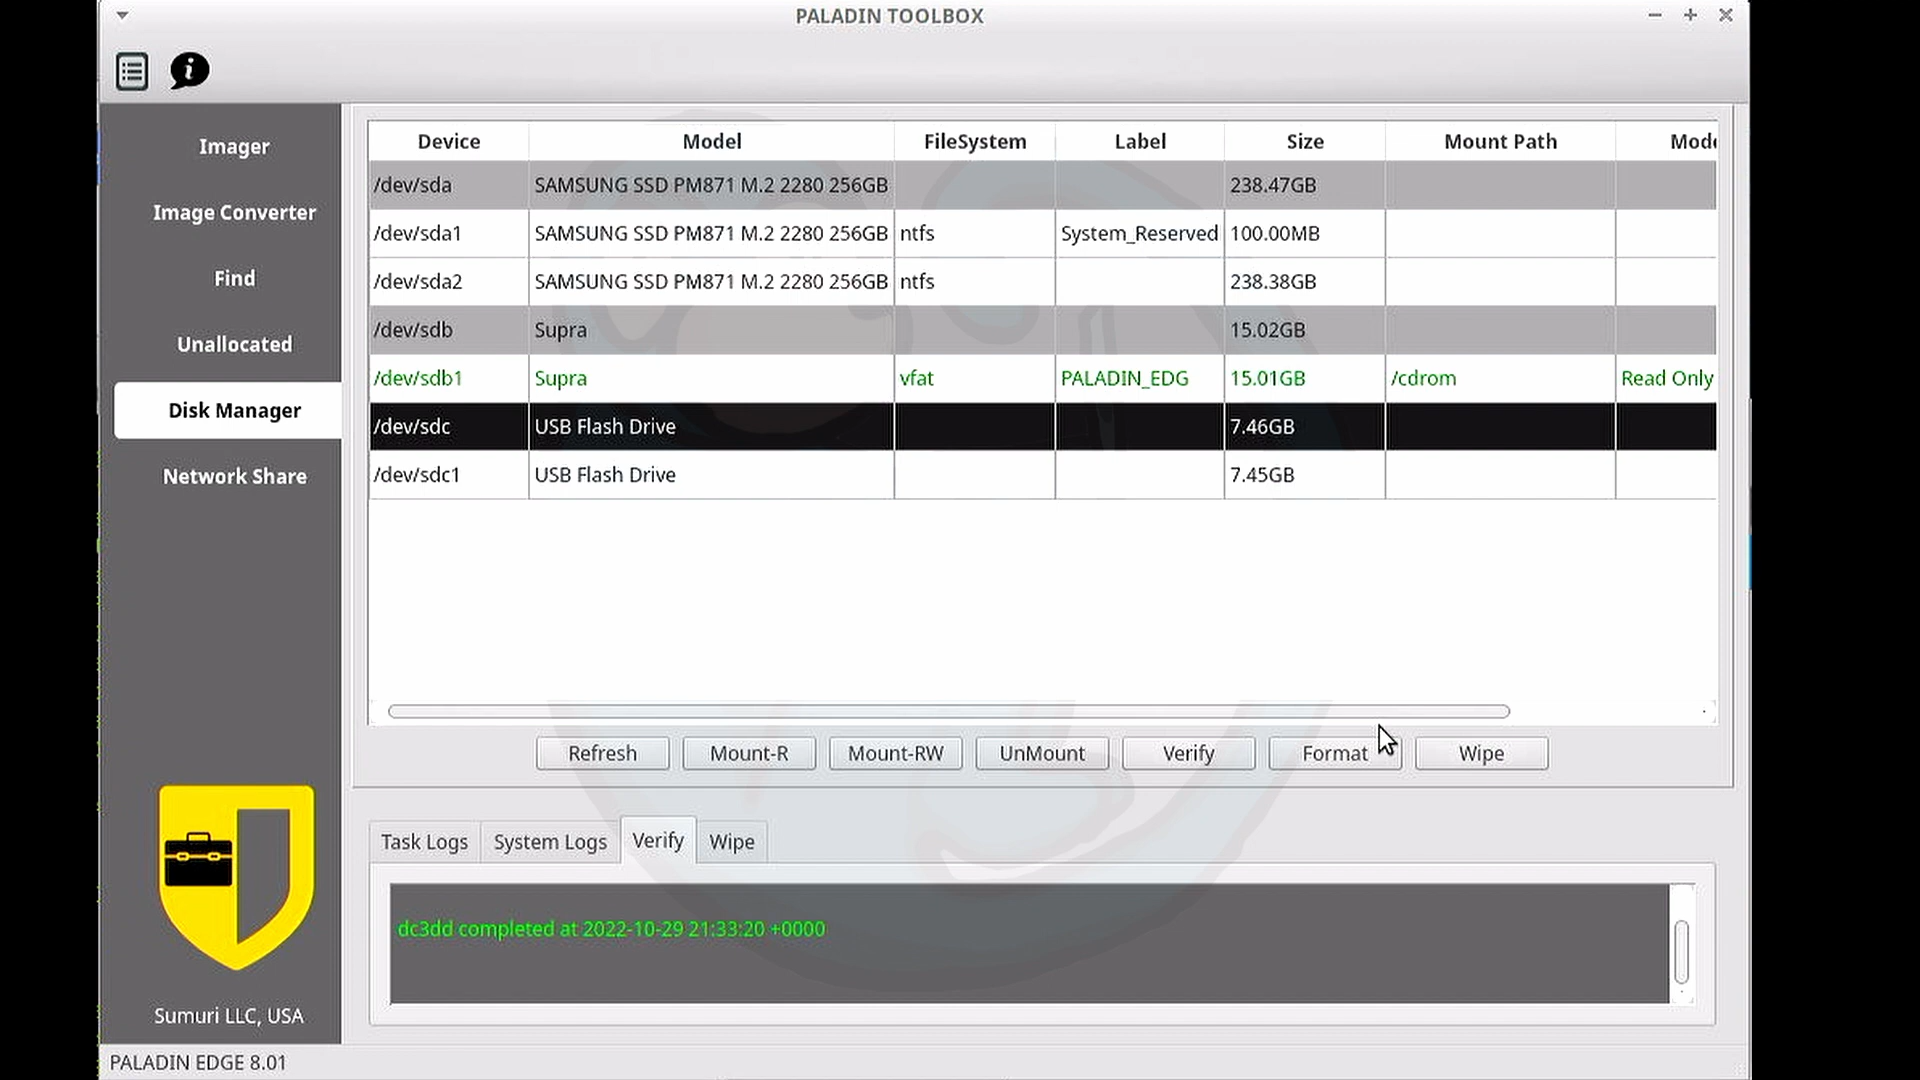 PALADIN TOOLBOX
Imager
Image Converter
Find
Unallocated
Disk Manager
Network Share
Device Model FileSystem Label Size Mount Path Mode
/dev/sda SAMSUNG SSD PM871 M.2 2280 256GB 238.47GB
/dev/sda1 SAMSUNG SSD PM871 M.2 2280 256GB ntfs System_Reserved 100.00MB
/dev/sda2 SAMSUNG SSD PM871 M.2 2280 256GB ntfs 238.38GB
/dev/sdb Supra 15.02GB
/dev/sdb1 Supra vfat PALADIN_EDG 15.01GB /cdrom Read Only
/dev/sdc USB Flash Drive 7.46GB
/dev/sdc1 USB Flash Drive 7.45GB
Refresh Mount-R Mount-RW UnMount Verify Format Wipe
Task Logs System Logs Verify Wipe
dc3dd completed at 2022-10-29 21:33:20 +0000
Sumuri LLC, USA
PALADIN EDGE 8.01